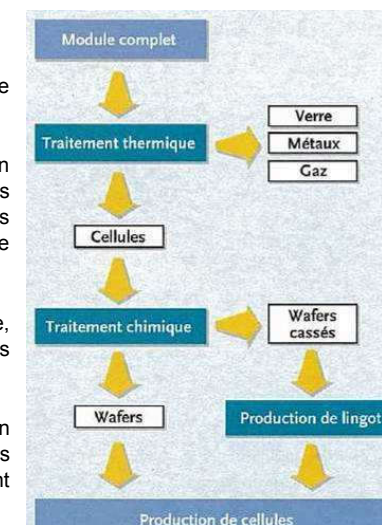 Module complet
Traitement thermique
Verre
Métaux
Gaz
Cellules
Traitement chimique
Wafers
cassés
Wafers
Production de lingot
Production de cellules